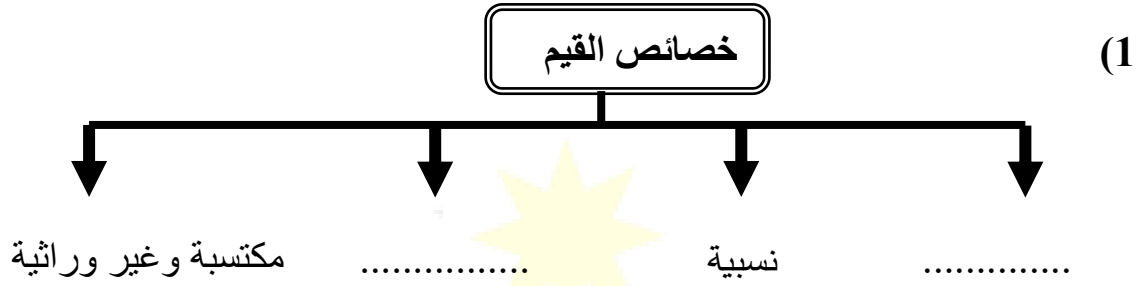 (1
خصائص القيم
.............. نسبية ................ مكتسبة وغير وراثية